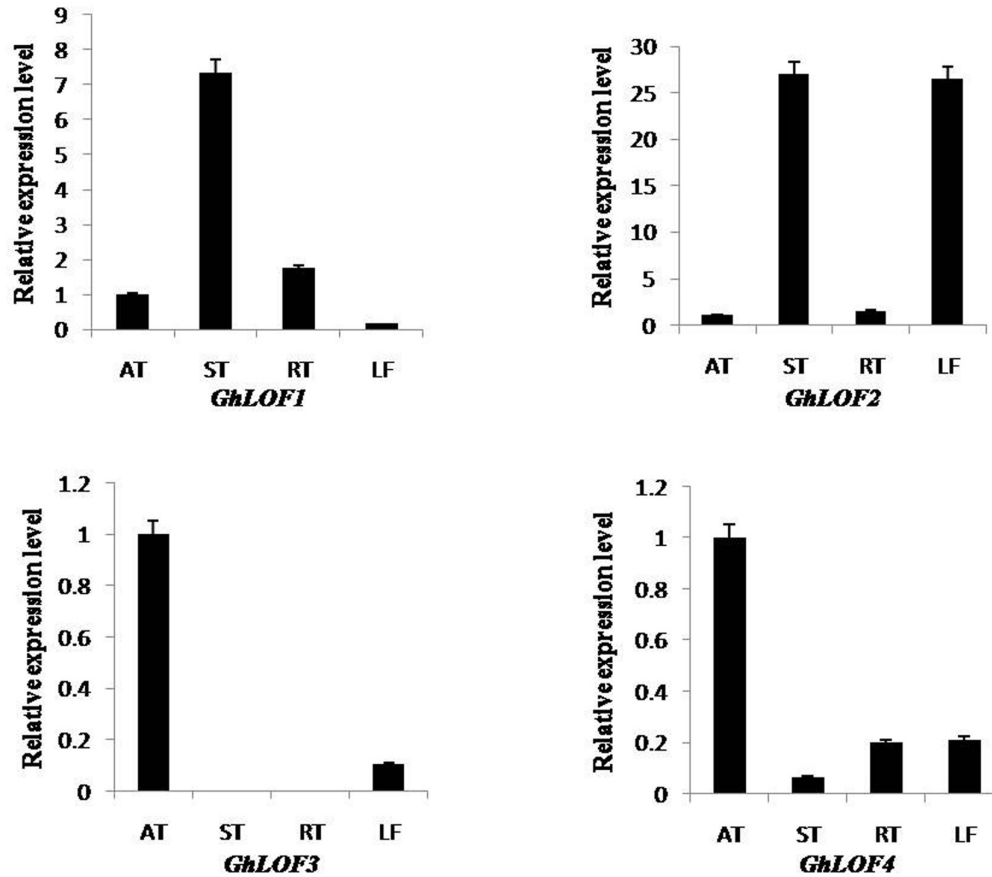 Relative expression level
9
8
7
6
5
4
3
2
1
0
AT ST RT LF
GhLOF1
Relative expression level
30
25
20
15
10
5
0
AT ST RT LF
GhLOF2
Relative expression level
1.2
1
0.8
0.6
0.4
0.2
0
AT ST RT LF
GhLOF3
Relative expression level
1.2
1
0.8
0.6
0.4
0.2
0
AT ST RT LF
GhLOF4